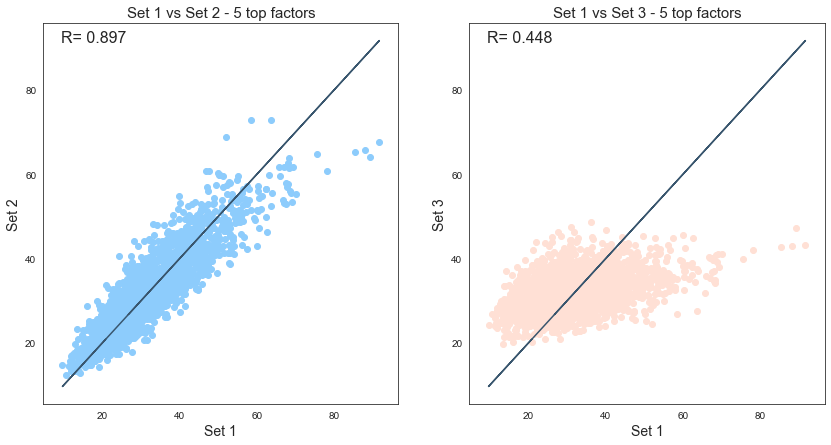 Set 1 vs Set 2 - 5 top factors
R= 0.897
80
60
40
20
Set 2
20 40 60 80
Set 1
Set 1 vs Set 3 - 5 top factors
R= 0.448
80
60
40
20
Set 3
20 40 60 80
Set 1